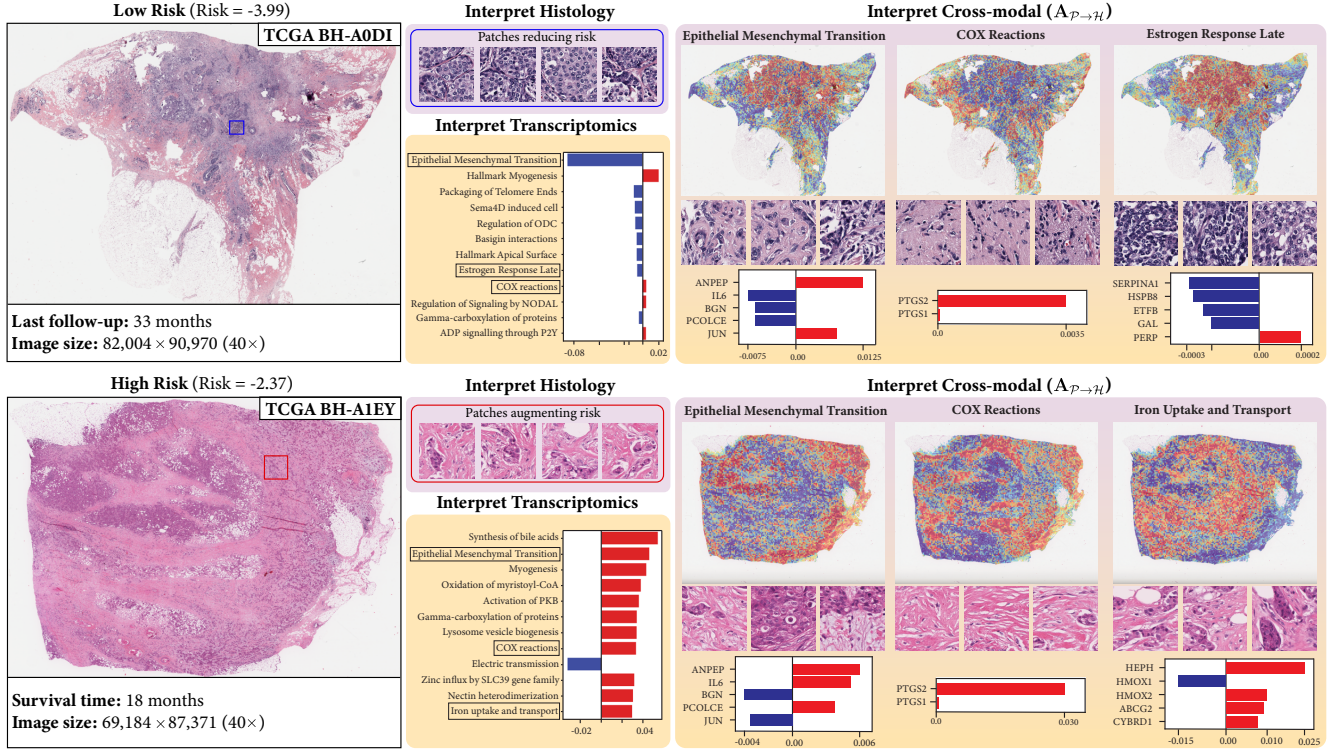 Low Risk (Risk = -3.99)
TCGA BH-A0DI
Last follow-up: 33 months
Image size: 82,004 × 90,970 (40×)
Interpret Histology
Patches reducing risk
Interpret Transcriptomics
Epithelial Mesenchymal Transition
Hallmark Myogenesis
Packaging of Telomere Ends
Sema4D induced cell
Regulation of ODC
Basigin interactions
Hallmark Apical Surface
Estrogen Response Late
COX reactions
Regulation of Signaling by NODAL
Gamma-carboxylation of proteins
ADP signalling through P2Y
-0.08 0.02
Interpret Cross-modal (A𝒫→ℋ)
Epithelial Mesenchymal Transition
COX Reactions
Estrogen Response Late
ANPEP
IL6
BGN
PCOLCE
JUN
-0.0075 0.00 0.0125
PTGS2
PTGS1
0.0 0.0035
SERPINA1
HSPB8
ETFB
GAL
PERP
-0.0003 0.00 0.0002
High Risk (Risk = -2.37)
TCGA BH-A1EY
Survival time: 18 months
Image size: 69,184 × 87,371 (40×)
Interpret Histology
Patches augmenting risk
Interpret Transcriptomics
Synthesis of bile acids
Epithelial Mesenchymal Transition
Myogenesis
Oxidation of myristoyl-CoA
Activation of PKB
Gamma-carboxylation of proteins
Lysosome vesicle biogenesis
COX reactions
Electric transmission
Zinc influx by SLC39 gene family
Nectin heterodimerization
Iron uptake and transport
-0.02 0.04
Interpret Cross-modal (A𝒫→ℋ)
Epithelial Mesenchymal Transition
COX Reactions
Iron Uptake and Transport
ANPEP
IL6
BGN
PCOLCE
JUN
-0.004 0.00 0.006
PTGS2
PTGS1
0.0 0.030
HEPH
HMOX1
HMOX2
ABCG2
CYBRD1
-0.015 0.00 0.010 0.025